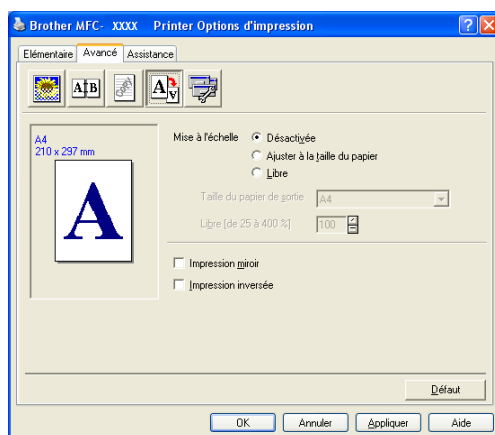 Brother MFC- XXXX Printer Options d'impression
Elémentaire Avancé Assistance
A B
A A
A4
210 x 297 mm
A
Mise à l'échelle Désactivée
Ajuster à la taille du papier
Libre
Taille du papier de sortie A4
Libre [de 25 à 400 %] 100
Impression miroir
Impression inversée
Défaut
OK Annuler Appliquer Aide